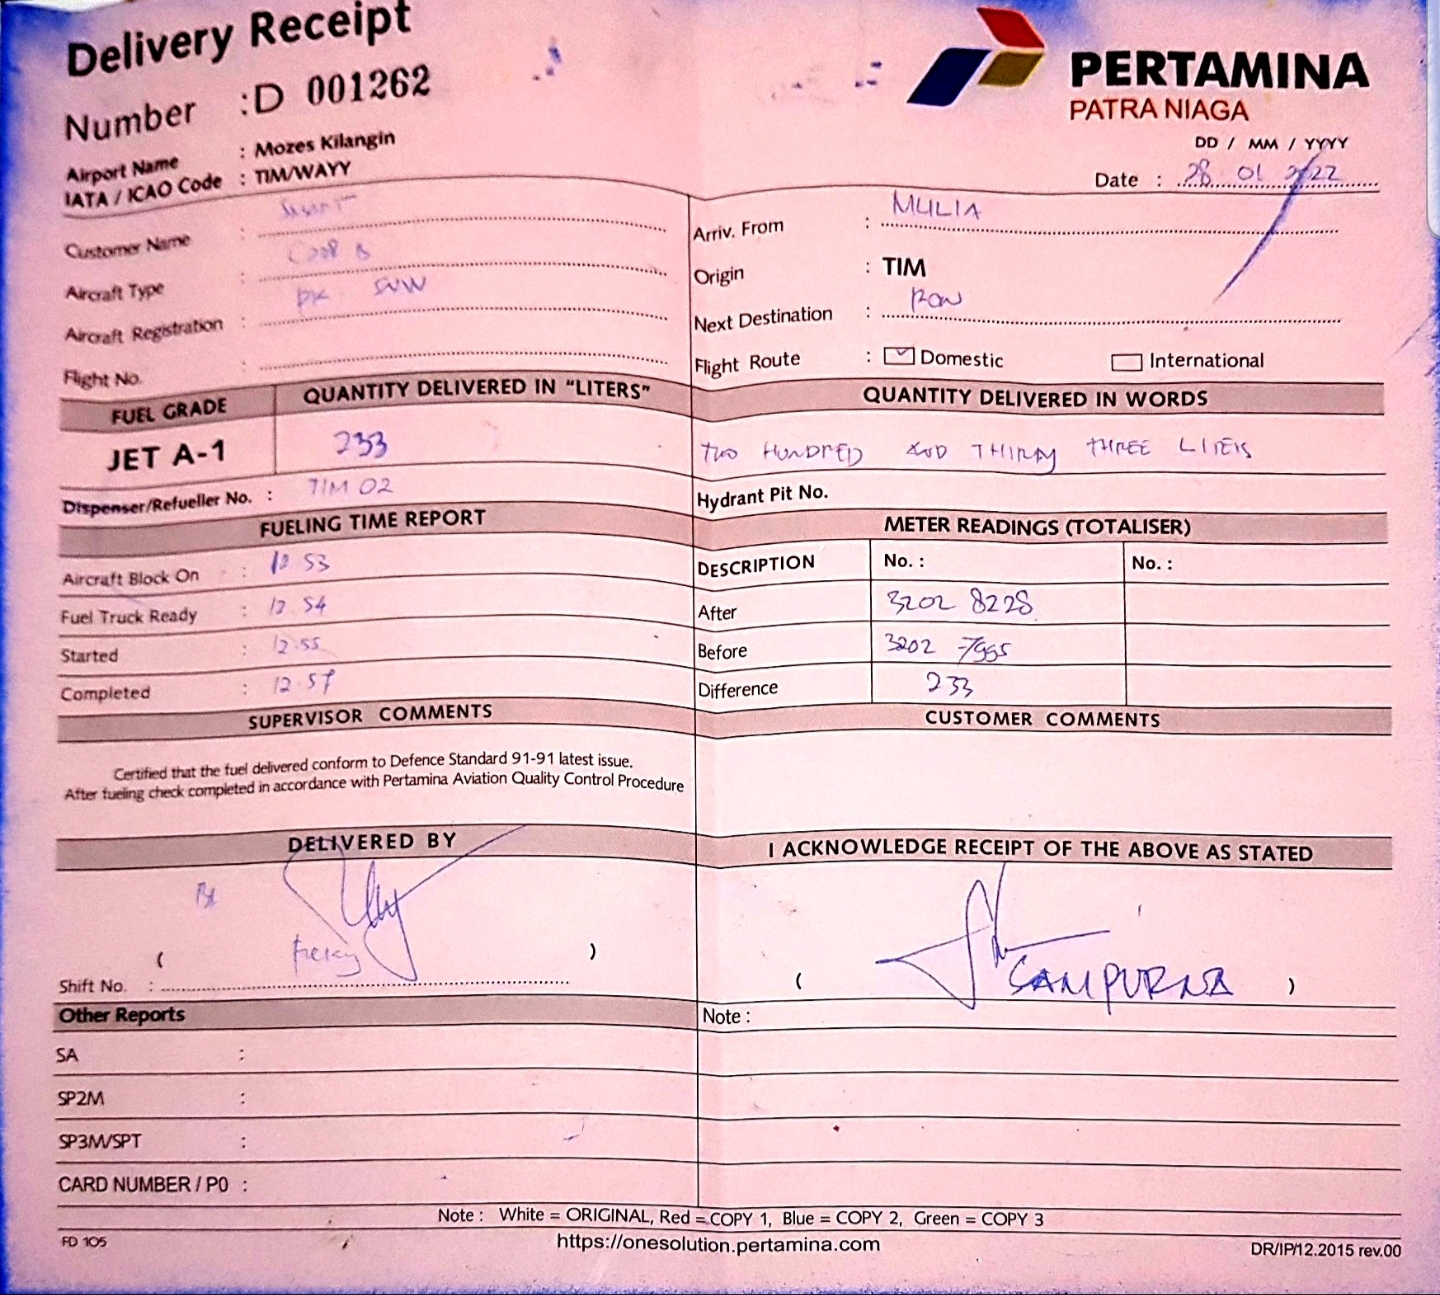 Delivery Receipt
Number : D 001262
PERTAMINA
PATRA NIAGA
Airport Name : Mozes Kilangin
IATA / ICAO Code : TIM/WAYY
DD / MM / YYYY
Date : 28 01 2022
Customer Name :
Arriv. From : MULIA
Aircraft Type : C208 B
Origin : TIM
Aircraft Registration : PK SNW
Next Destination :
Flight No. :
Flight Route : Domestic International
FUEL GRADE QUANTITY DELIVERED IN "LITERS" QUANTITY DELIVERED IN WORDS
JET A-1 233 TWO HUNDRED AND THIRTY THREE LITERS
Dispenser/Refueller No. : TIM 02 Hydrant Pit No.
FUELING TIME REPORT METER READINGS (TOTALISER)
DESCRIPTION No. : No. :
Aircraft Block On : 12 53
After 3202 8228
Fuel Truck Ready : 12 54
Before 3202 7995
Started : 12.55
Difference 233
Completed : 12.57
SUPERVISOR COMMENTS CUSTOMER COMMENTS
Certified that the fuel delivered conform to Defence Standard 91-91 latest issue.
After fueling check completed in accordance with Pertamina Aviation Quality Control Procedure
DELIVERED BY I ACKNOWLEDGE RECEIPT OF THE ABOVE AS STATED
( )
( SAMPURNA )
Shift No. :
Other Reports Note :
SA :
SP2M :
SP3M/SPT :
CARD NUMBER / PO :
Note : White = ORIGINAL, Red = COPY 1, Blue = COPY 2, Green = COPY 3
FD 105 https://onesolution.pertamina.com DR/IP/12.2015 rev.00